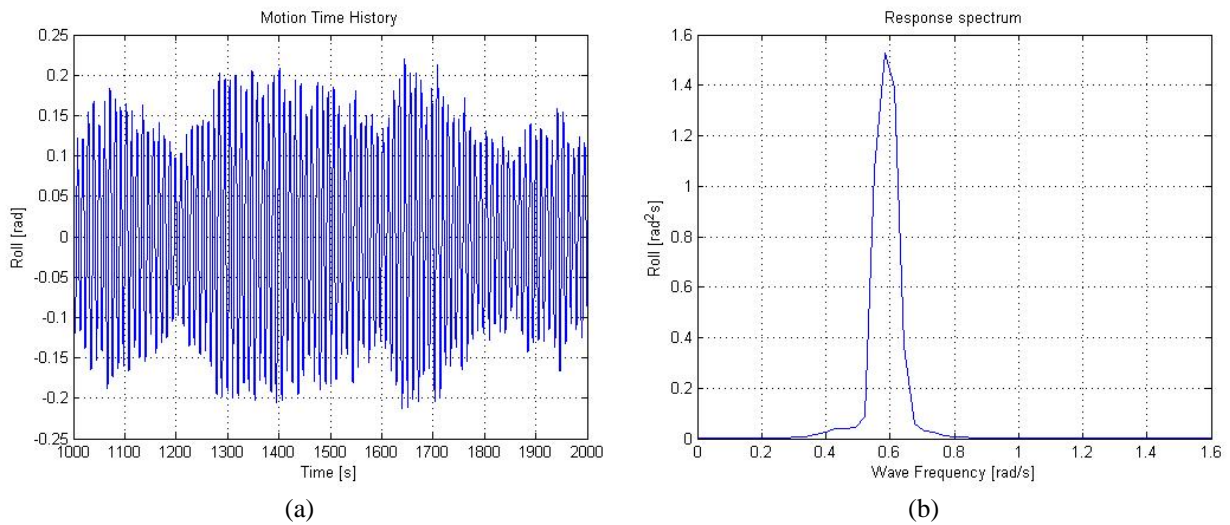 Motion Time History
0.25
0.2
0.15
0.1
0.05
0
-0.05
-0.1
-0.15
-0.2
-0.25
Roll [rad]
1000 1100 1200 1300 1400 1500 1600 1700 1800 1900 2000
Time [s]
(a)
Response spectrum
1.6
1.4
1.2
1
0.8
0.6
0.4
0.2
0
Roll [rad²s]
0 0.2 0.4 0.6 0.8 1 1.2 1.4 1.6
Wave Frequency [rad/s]
(b)